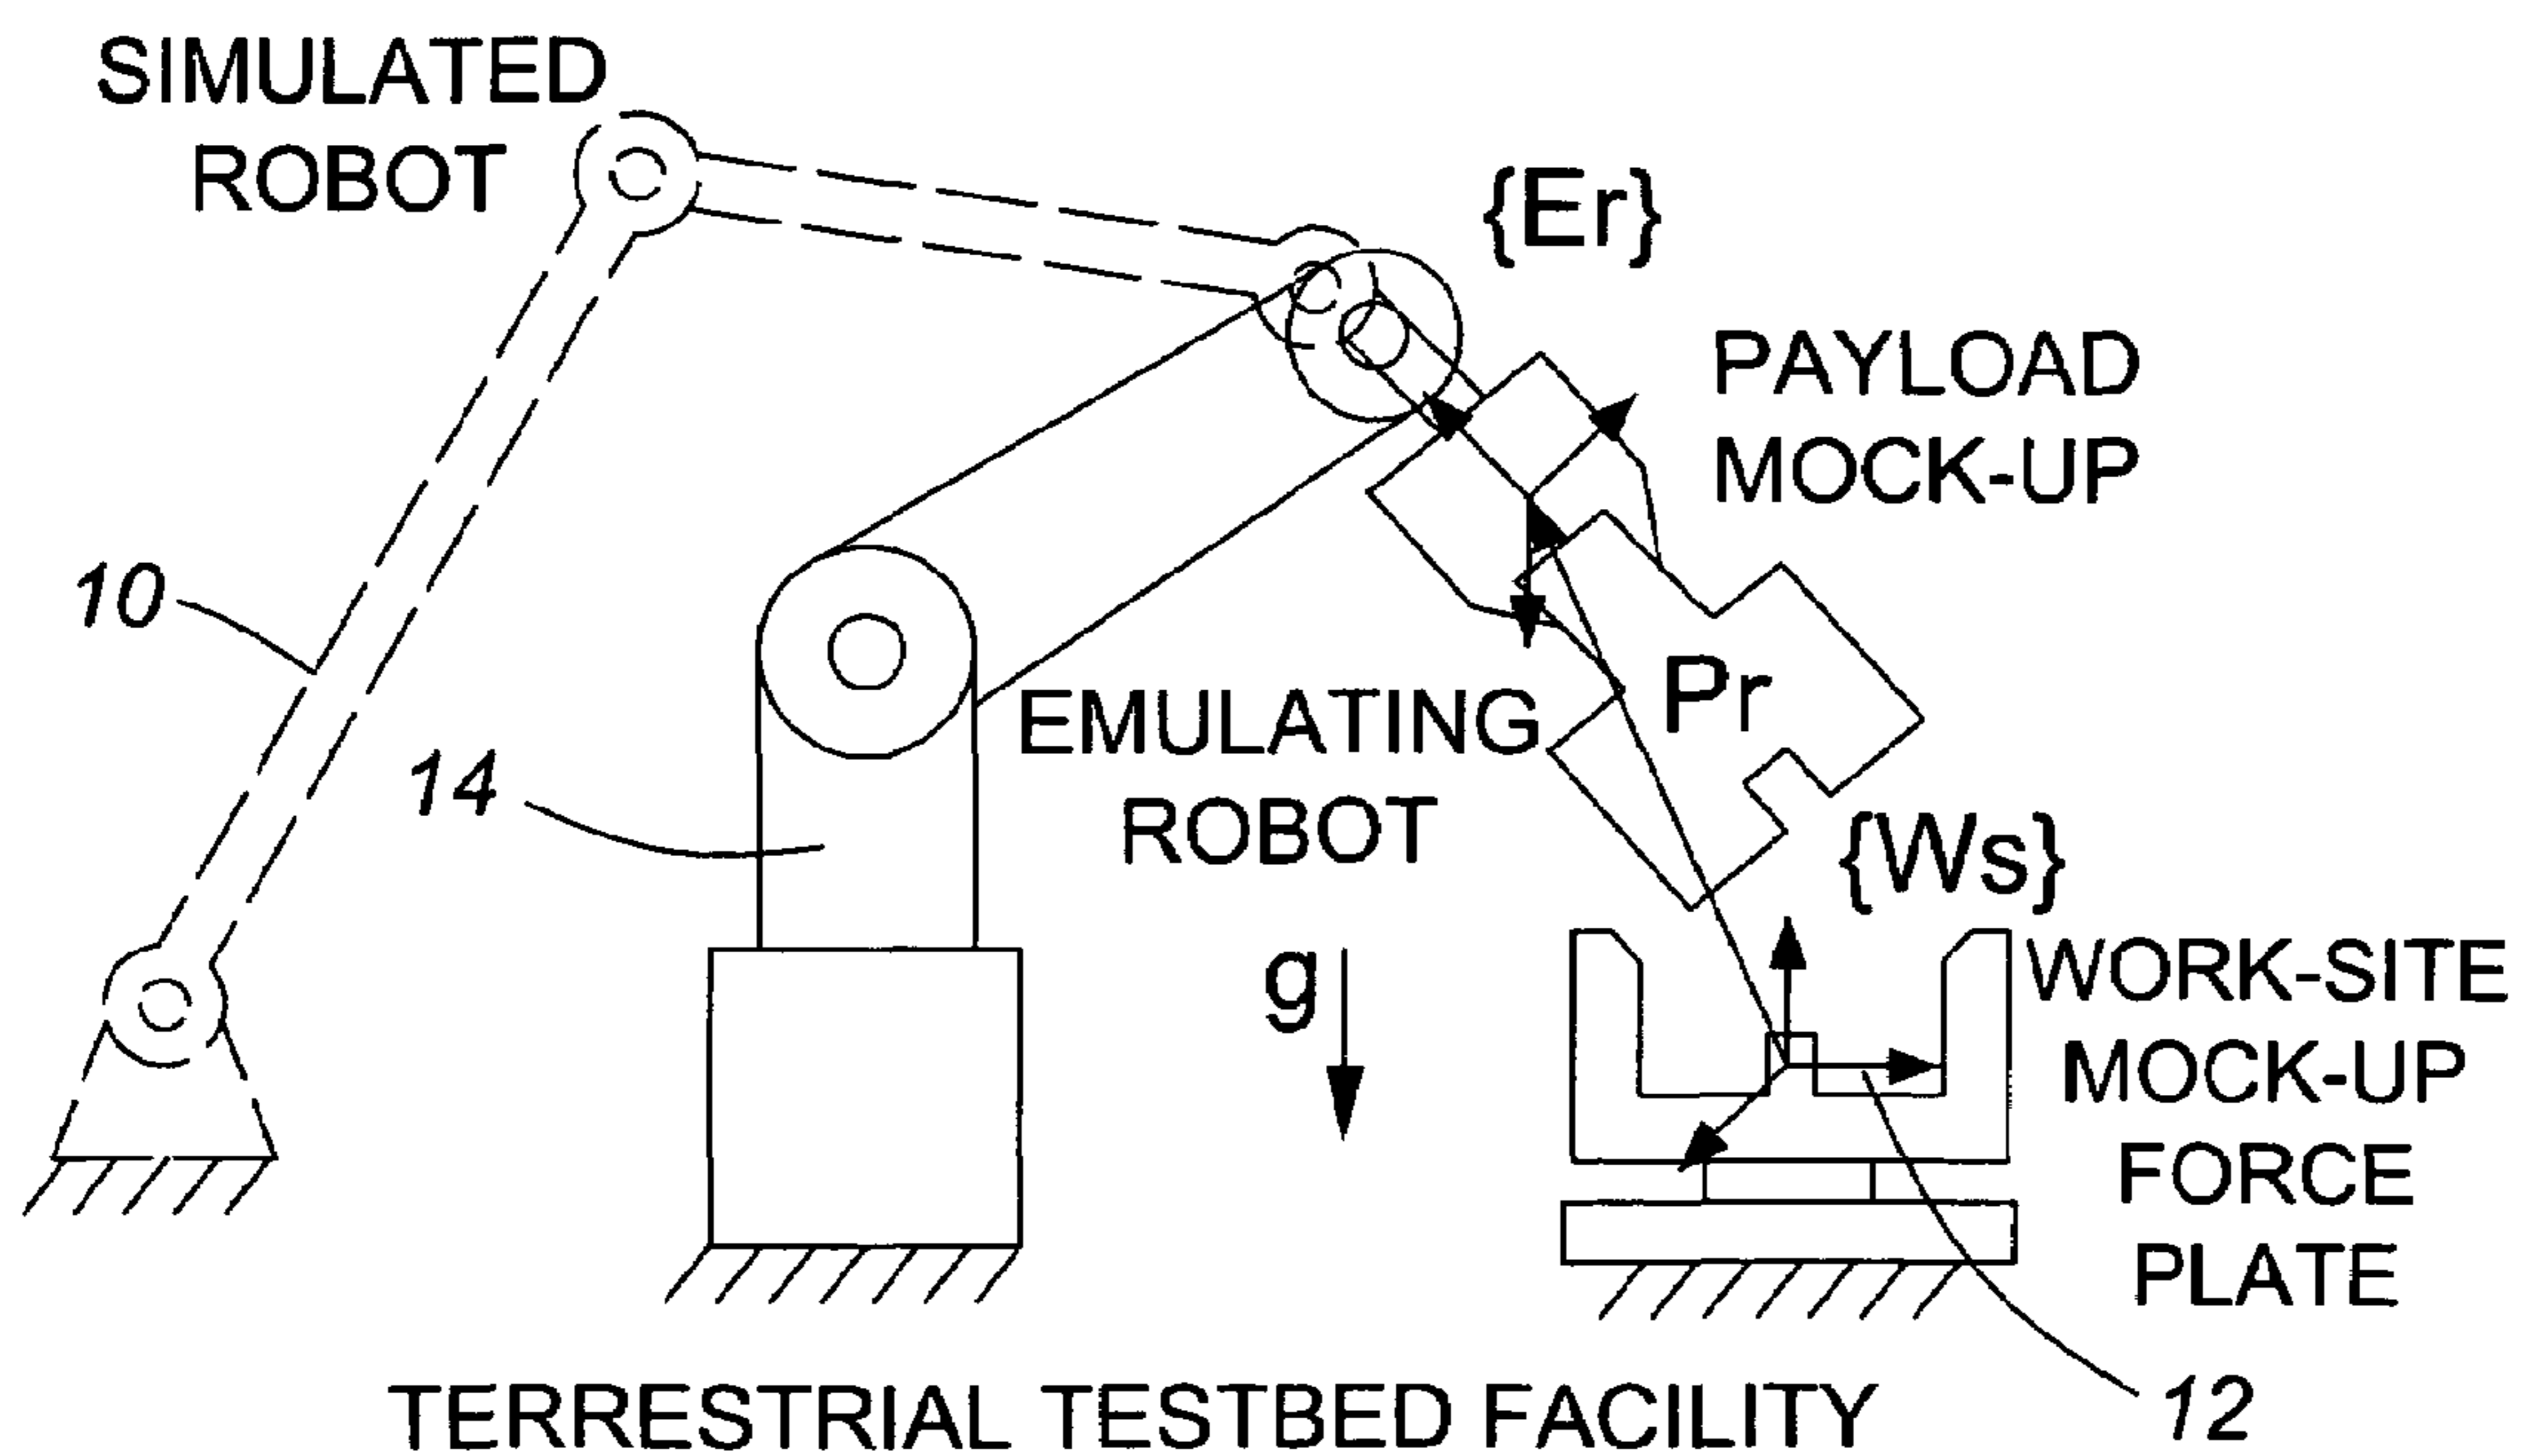 SIMULATED
ROBOT
{Er}
PAYLOAD
MOCK-UP
10
Pr
EMULATING
ROBOT
14
{Ws}
g
WORK-SITE
MOCK-UP
FORCE
PLATE
12
TERRESTRIAL TESTBED FACILITY